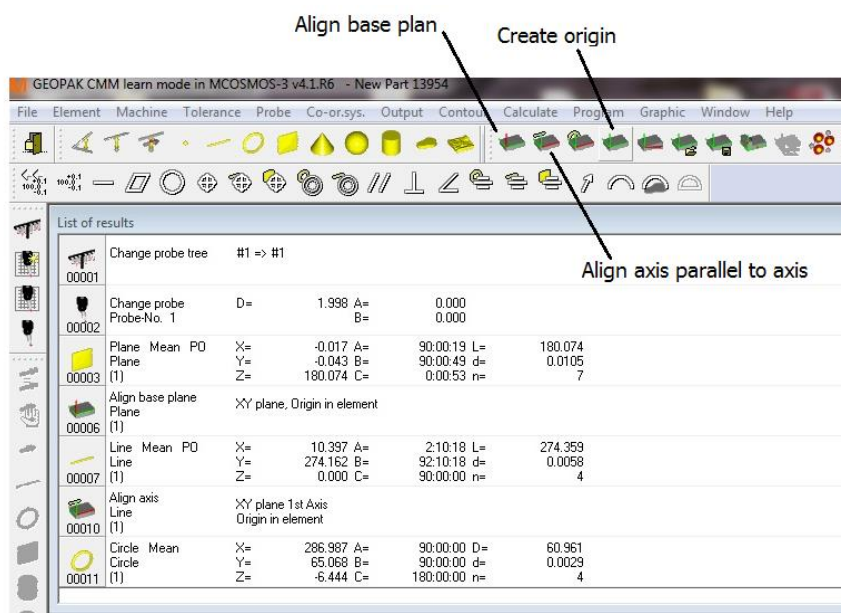 Align base plan
Create origin
GEOPAK CMM learn mode in MCOSMOS-3 v4.1.R6 - New Part 13954
File Element Machine Tolerance Probe Co-or.sys. Output Contour Calculate Program Graphic Window Help
Align axis parallel to axis
List of results
Change probe tree #1 => #1
00001
Change probe D= 1.998 A= 0.000
Probe-No. 1 B= 0.000
00002
Plane Mean PO X= -0.017 A= 90:00:19 L= 180.074
Plane Y= -0.043 B= 90:00:49 d= 0.0105
00003 (1) Z= 180.074 C= 0:00:53 n= 7
Align base plane XY plane, Origin in element
Plane
00006 (1)
Line Mean PO X= 10.397 A= 2:10:18 L= 274.359
Line Y= 274.162 B= 92:10:18 d= 0.0058
00007 (1) Z= 0.000 C= 90:00:00 n= 4
Align axis XY plane 1st Axis
Line Origin in element
00010 (1)
Circle Mean X= 286.987 A= 90:00:00 D= 60.961
Circle Y= 65.068 B= 90:00:00 d= 0.0029
00011 (1) Z= -6.444 C= 180:00:00 n= 4